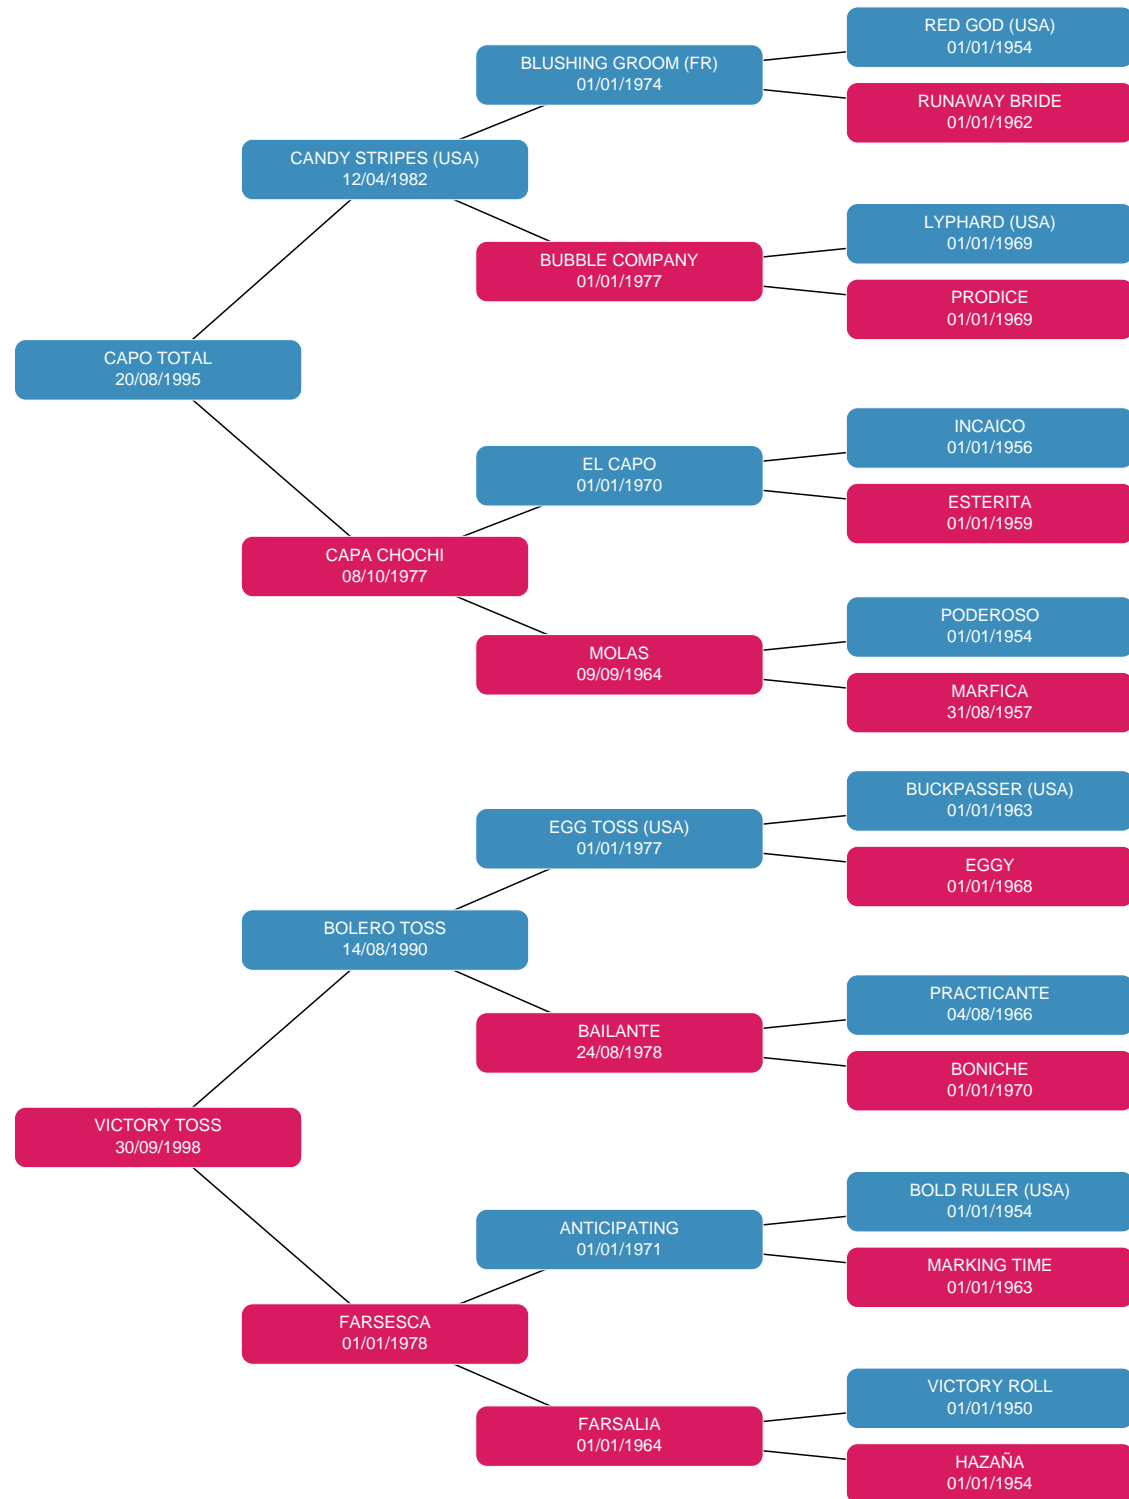 RED GOD (USA)
01/01/1954
BLUSHING GROOM (FR)
01/01/1974
RUNAWAY BRIDE
01/01/1962
CANDY STRIPES (USA)
12/04/1982
LYPHARD (USA)
01/01/1969
BUBBLE COMPANY
01/01/1977
PRODICE
01/01/1969
CAPO TOTAL
20/08/1995
INCAICO
01/01/1956
EL CAPO
01/01/1970
ESTERITA
01/01/1959
CAPA CHOCHI
08/10/1977
PODEROSO
01/01/1954
MOLAS
09/09/1964
MARFICA
31/08/1957
BUCKPASSER (USA)
01/01/1963
EGG TOSS (USA)
01/01/1977
EGGY
01/01/1968
BOLERO TOSS
14/08/1990
PRACTICANTE
04/08/1966
BAILANTE
24/08/1978
BONICHE
01/01/1970
VICTORY TOSS
30/09/1998
BOLD RULER (USA)
01/01/1954
ANTICIPATING
01/01/1971
MARKING TIME
01/01/1963
FARSESCA
01/01/1978
VICTORY ROLL
01/01/1950
FARSALIA
01/01/1964
HAZAÑA
01/01/1954